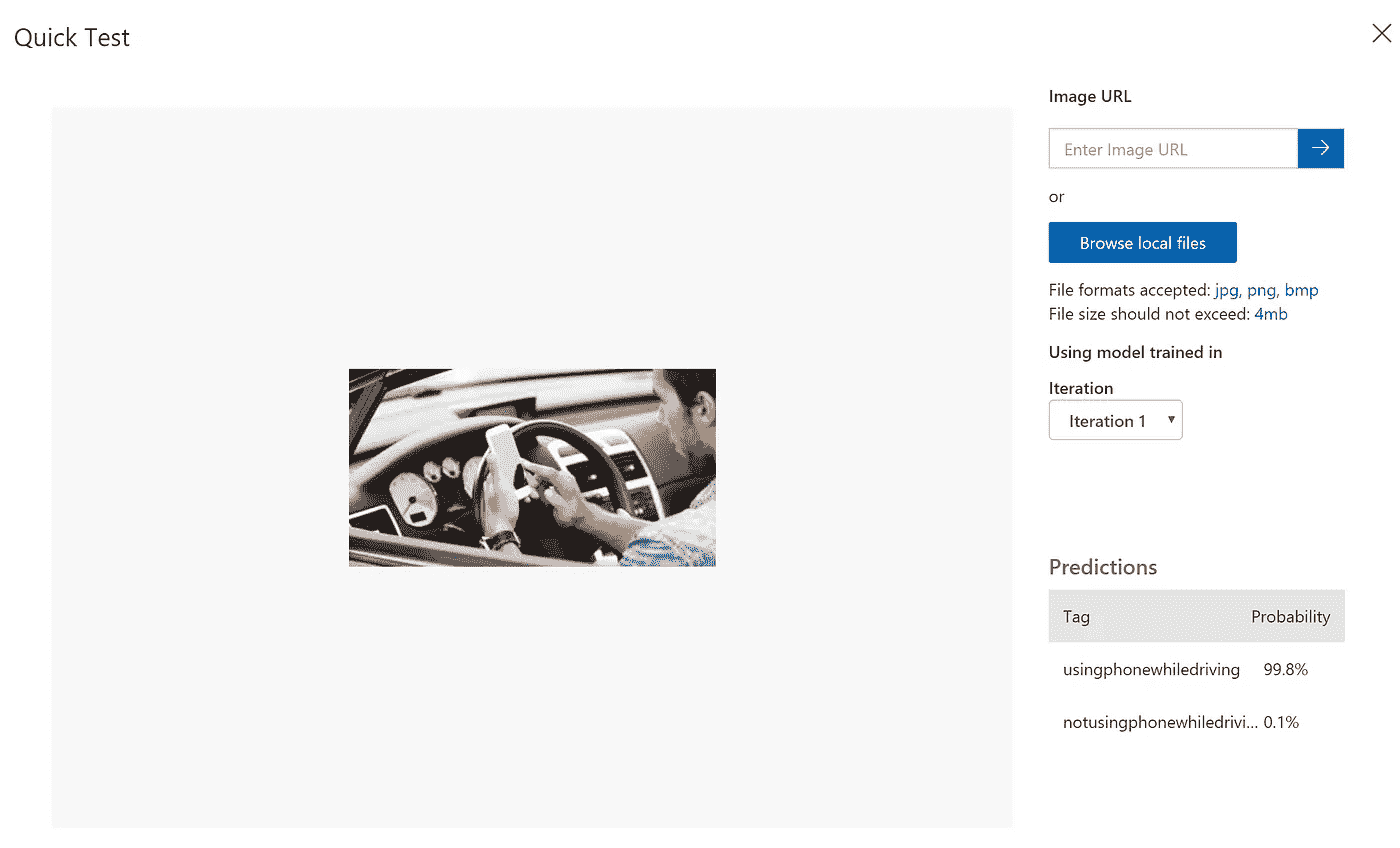 Quick Test
Image URL
Enter Image URL
or
Browse local files
File formats accepted: jpg, png, bmp
File size should not exceed: 4mb
Using model trained in
Iteration
Iteration 1
Predictions
Tag Probability
usingphonewhiledriving 99.8%
notusingphonewhiledrivi... 0.1%